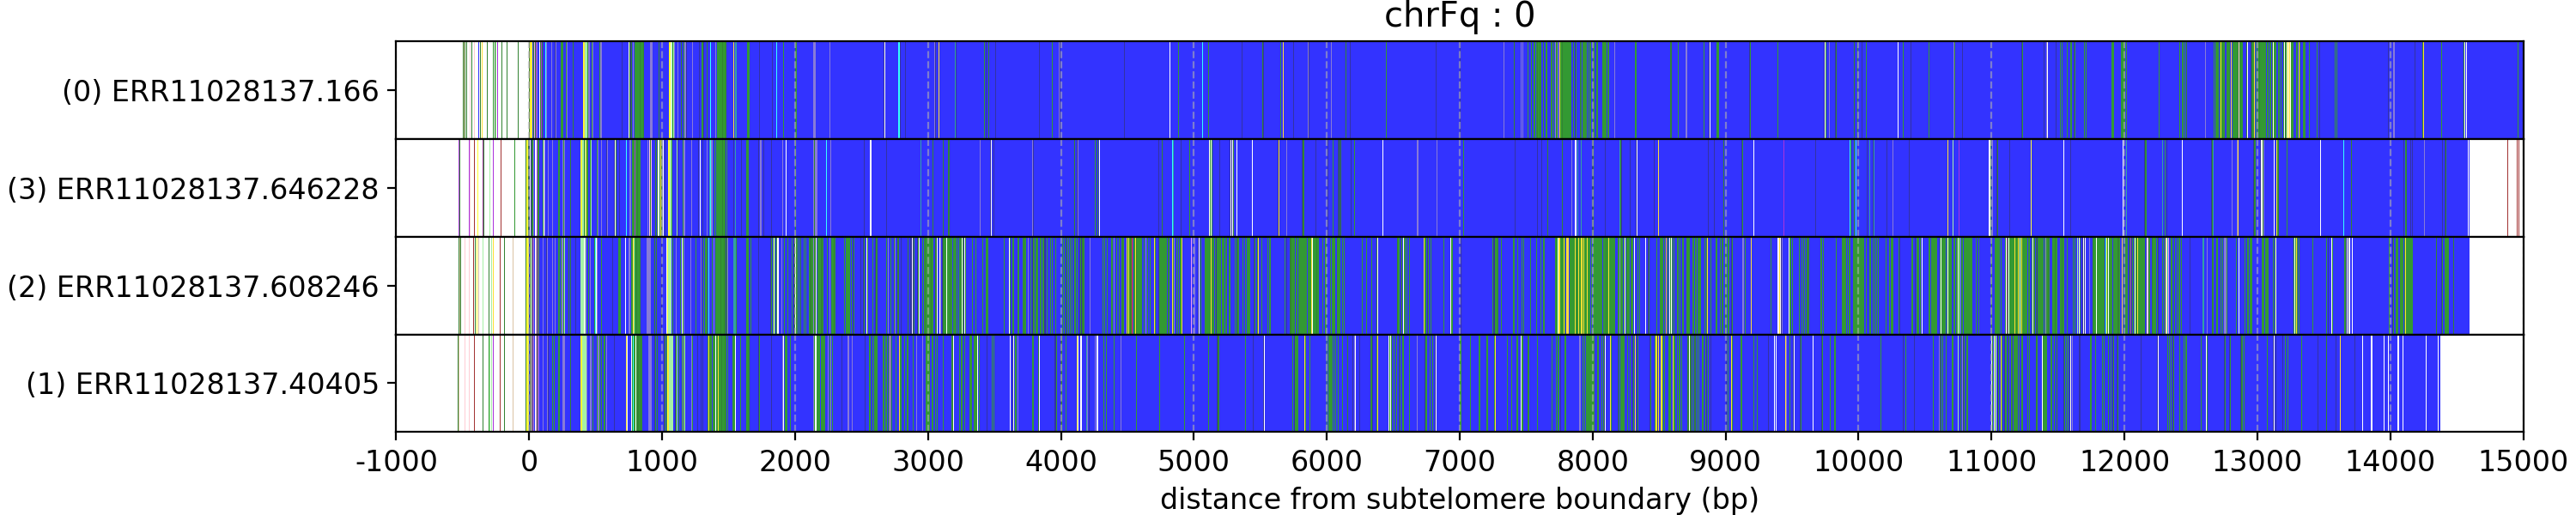 chrFq : 0
(0) ERR11028137.166
(3) ERR11028137.646228
(2) ERR11028137.608246
(1) ERR11028137.40405
-1000 0 1000 2000 3000 4000 5000 6000 7000 8000 9000 10000 11000 12000 13000 14000 15000
distance from subtelomere boundary (bp)